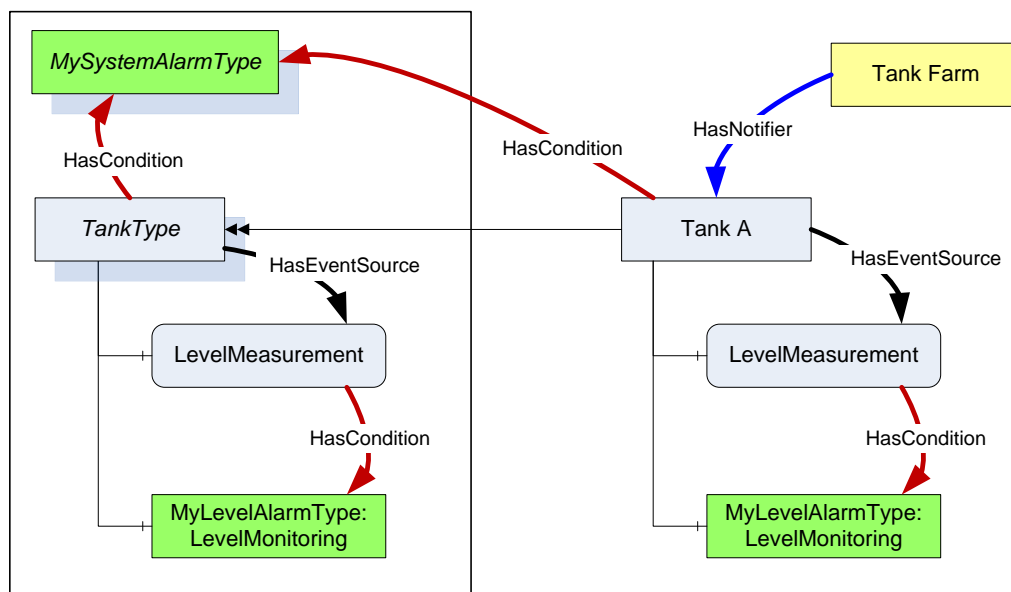 MySystemAlarmType
Tank Farm
HasNotifier
HasCondition
HasCondition
TankType
Tank A
HasEventSource
HasEventSource
LevelMeasurement
LevelMeasurement
HasCondition
HasCondition
MyLevelAlarmType:
LevelMonitoring
MyLevelAlarmType:
LevelMonitoring